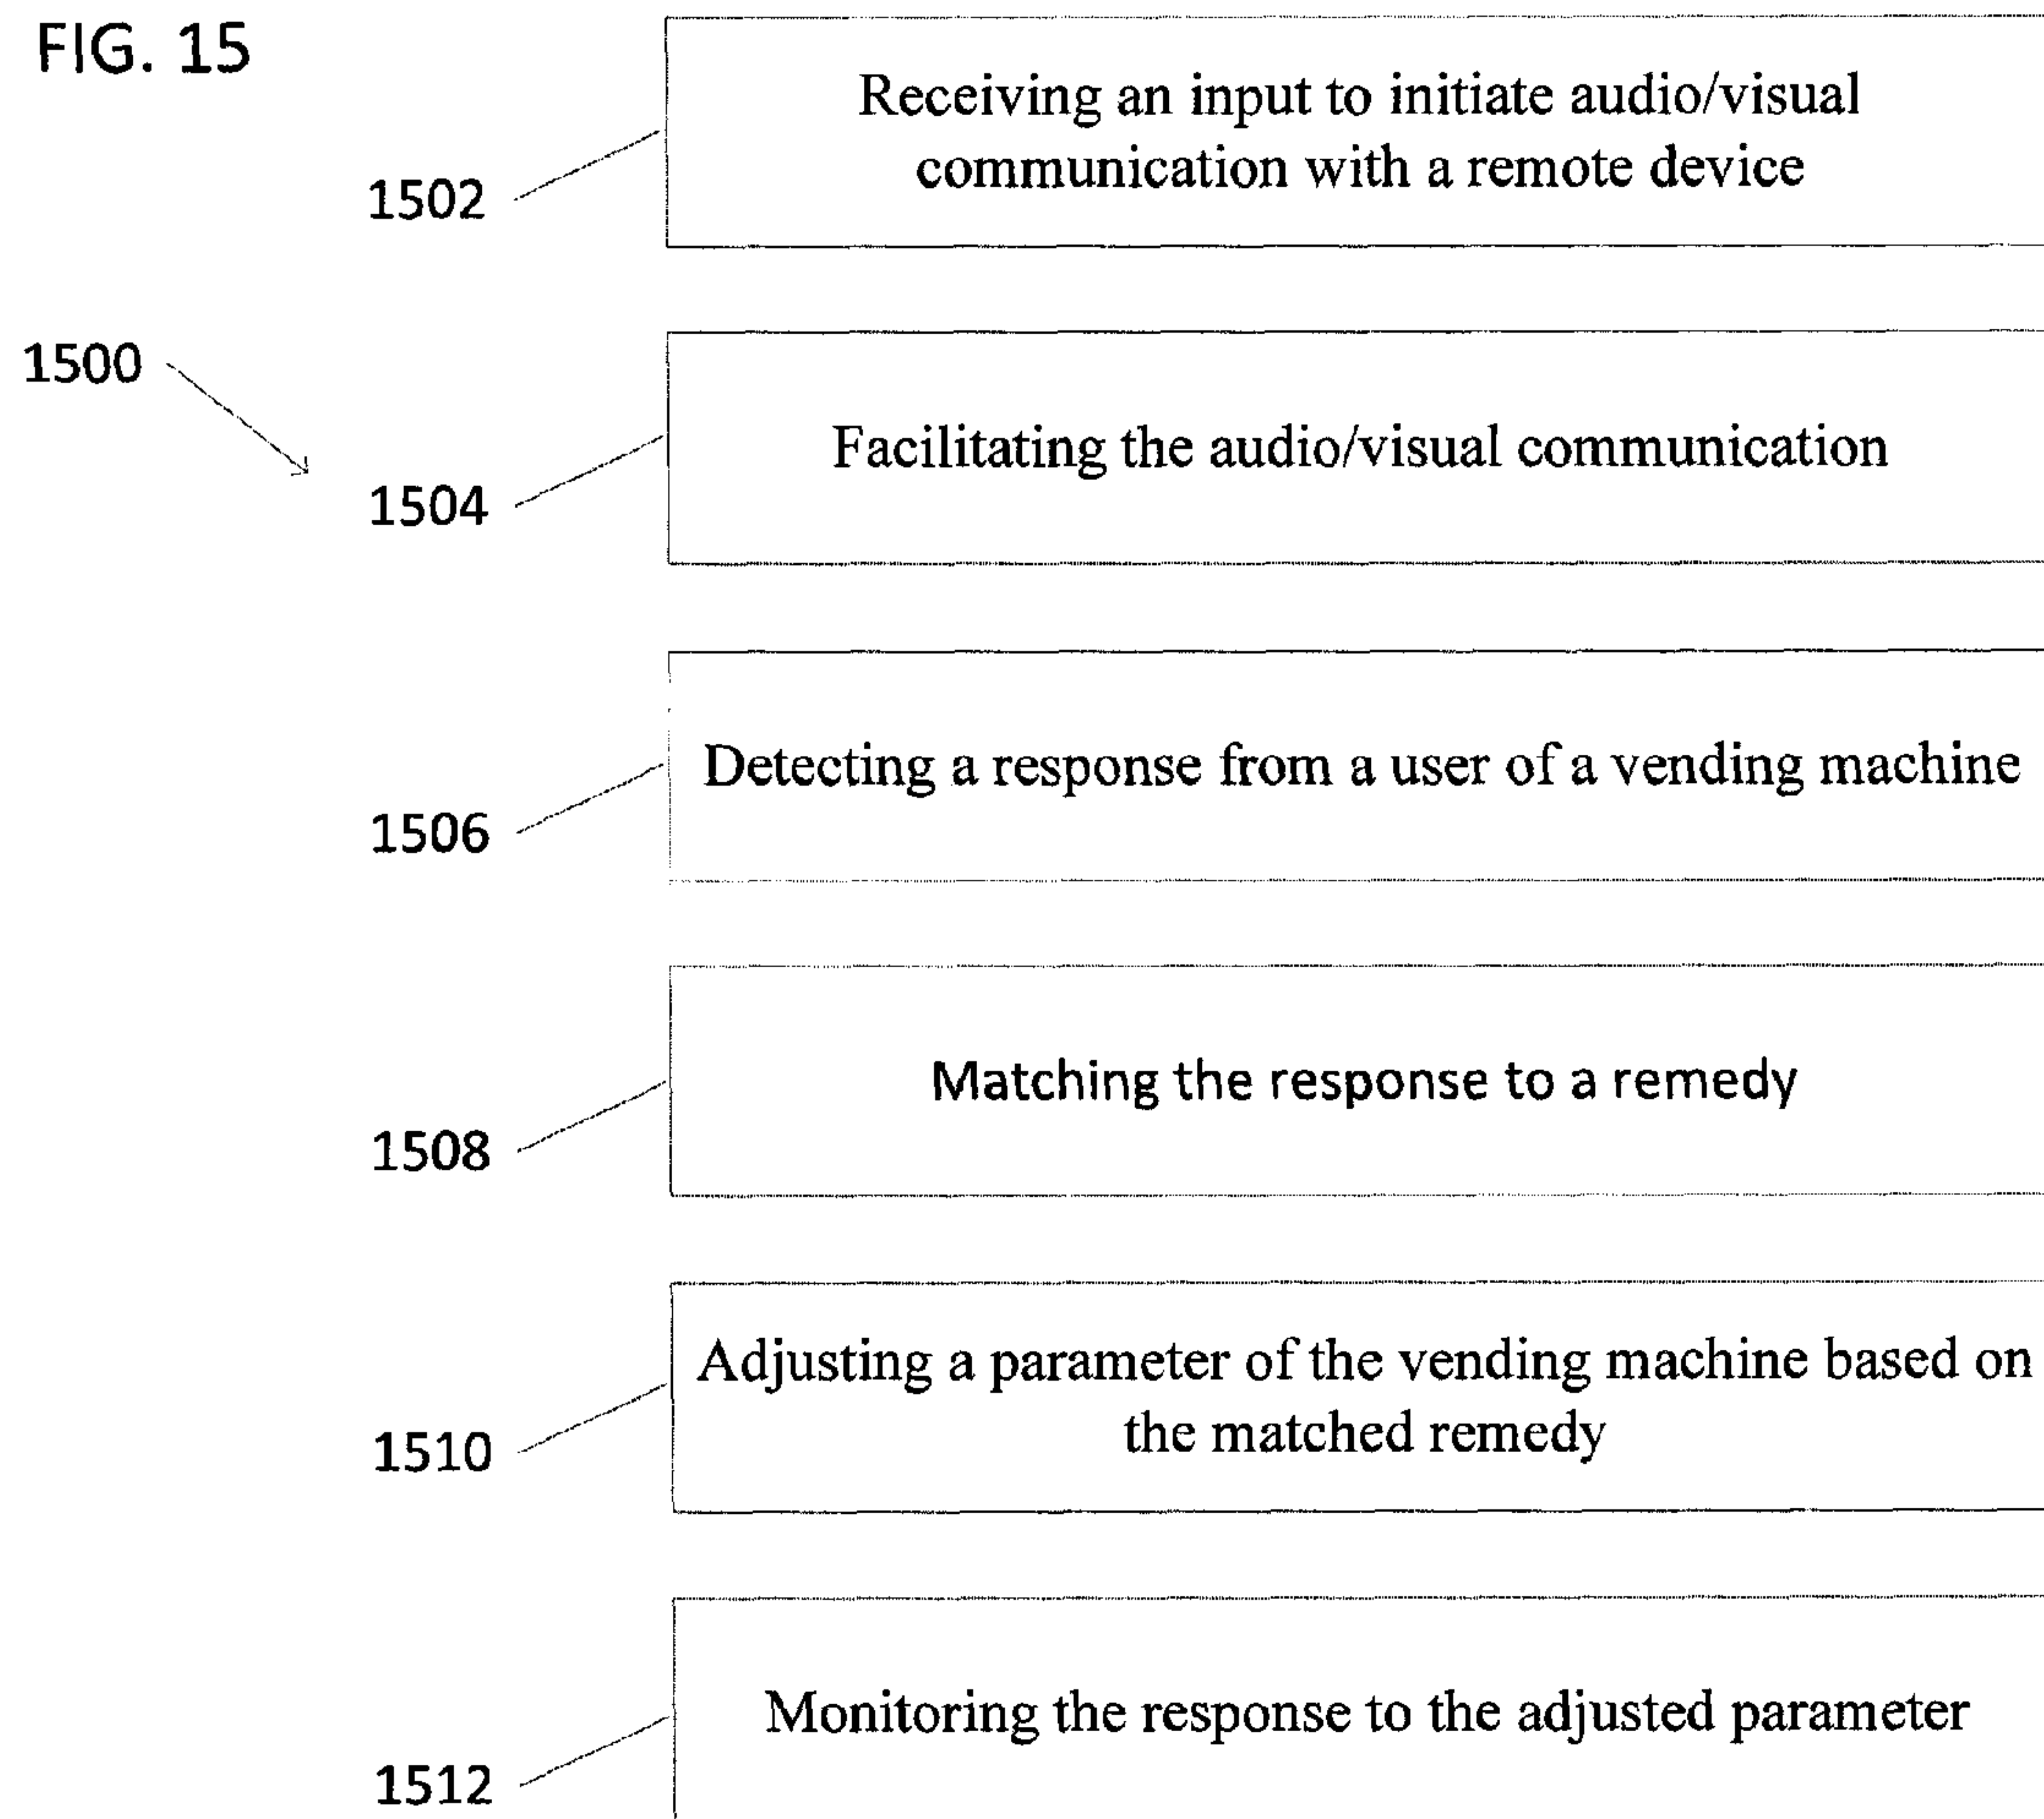 FIG. 15
Receiving an input to initiate audio/visual
communication with a remote device
1502
1500
Facilitating the audio/visual communication
1504
Detecting a response from a user of a vending machine
1506
Matching the response to a remedy
1508
Adjusting a parameter of the vending machine based on
the matched remedy
1510
Monitoring the response to the adjusted parameter
1512